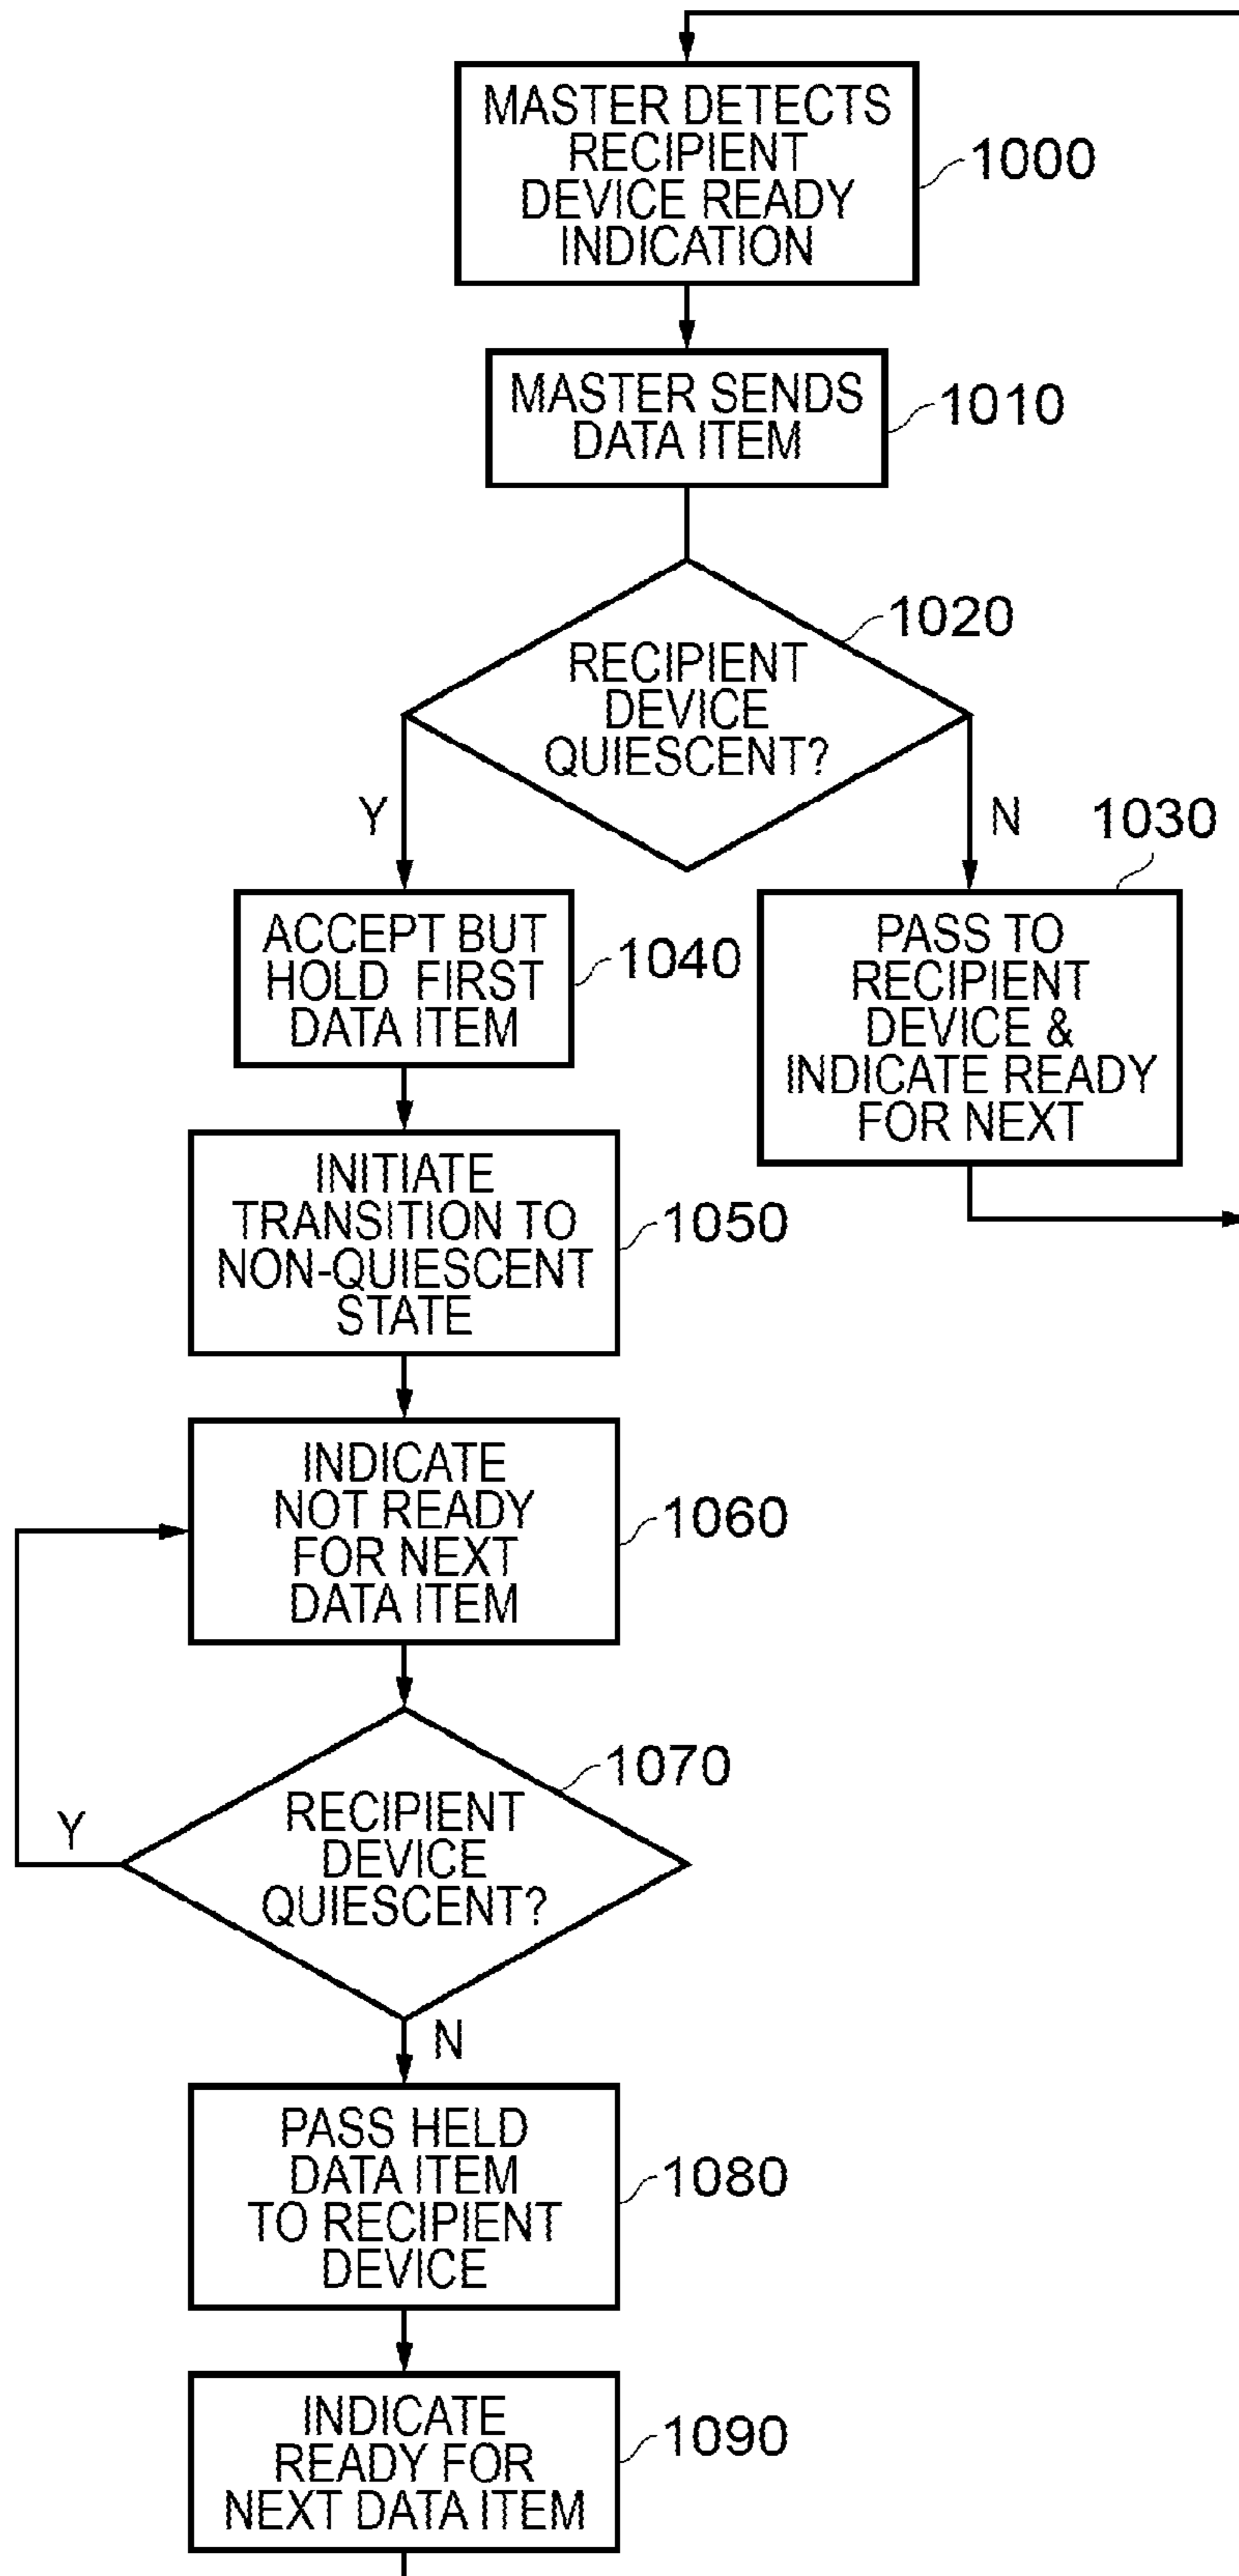 MASTER DETECTS
RECIPIENT
DEVICE READY
INDICATION
1000
MASTER SENDS
DATA ITEM
1010
RECIPIENT
DEVICE
QUIESCENT?
1020
Y
N
1030
ACCEPT BUT
HOLD FIRST
DATA ITEM
1040
PASS TO
RECIPIENT
DEVICE &
INDICATE READY
FOR NEXT
INITIATE
TRANSITION TO
NON-QUIESCENT
STATE
1050
INDICATE
NOT READY
FOR NEXT
DATA ITEM
1060
RECIPIENT
DEVICE
QUIESCENT?
1070
Y
N
PASS HELD
DATA ITEM
TO RECIPIENT
DEVICE
1080
INDICATE
READY FOR
NEXT DATA ITEM
1090